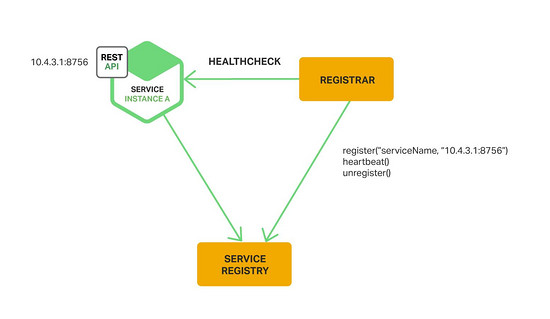 10.4.3.1:8756
REST
API
SERVICE
INSTANCE A
HEALTHCHECK
REGISTRAR
register("serviceName, "10.4.3.1:8756")
heartbeat()
unregister()
SERVICE
REGISTRY